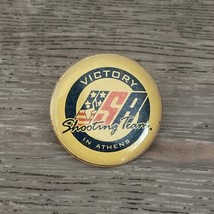 VICTORY
USA
Shooting Team
IN ATHENS